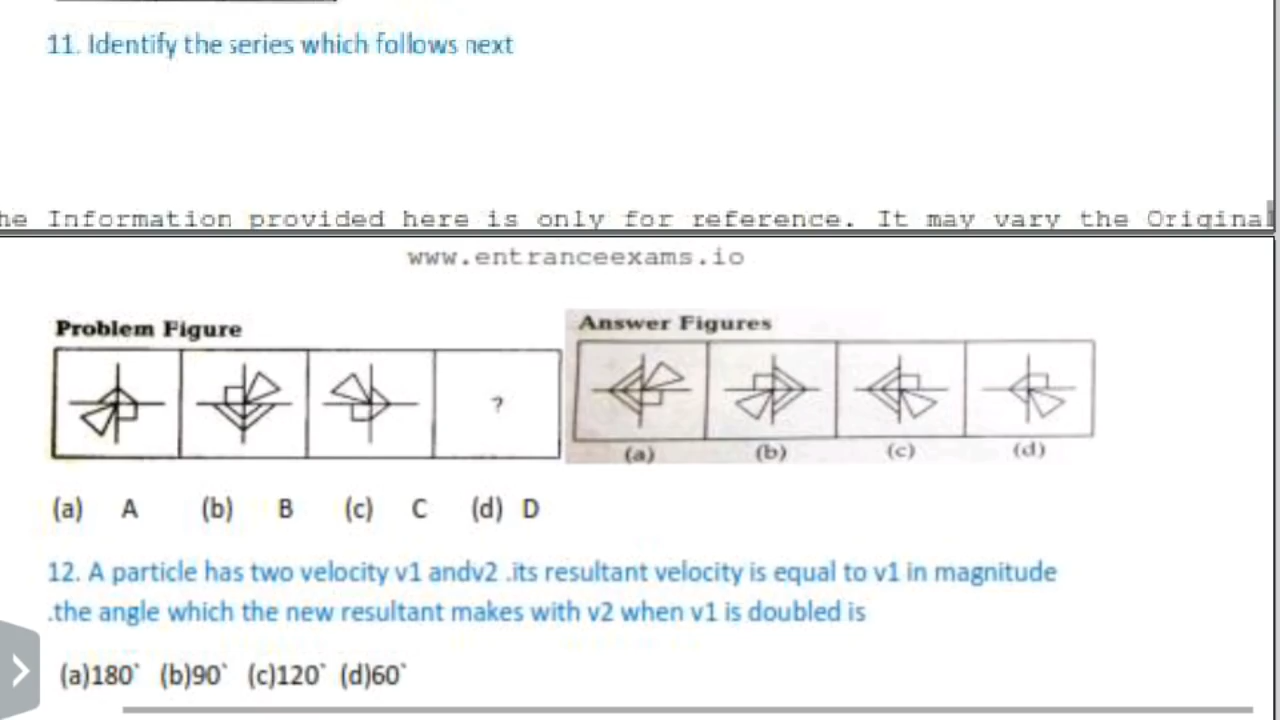 11. Identify the series which follows next
he Information provided here is only for reference. It may vary the Original
www.entranceexams.io
Problem Figure
Answer Figures
?
(a) (b) (c) (d)
(a) A (b) B (c) C (d) D
12. A particle has two velocity v1 andv2 .its resultant velocity is equal to v1 in magnitude
.the angle which the new resultant makes with v2 when v1 is doubled is
(a)180` (b)90` (c)120` (d)60`